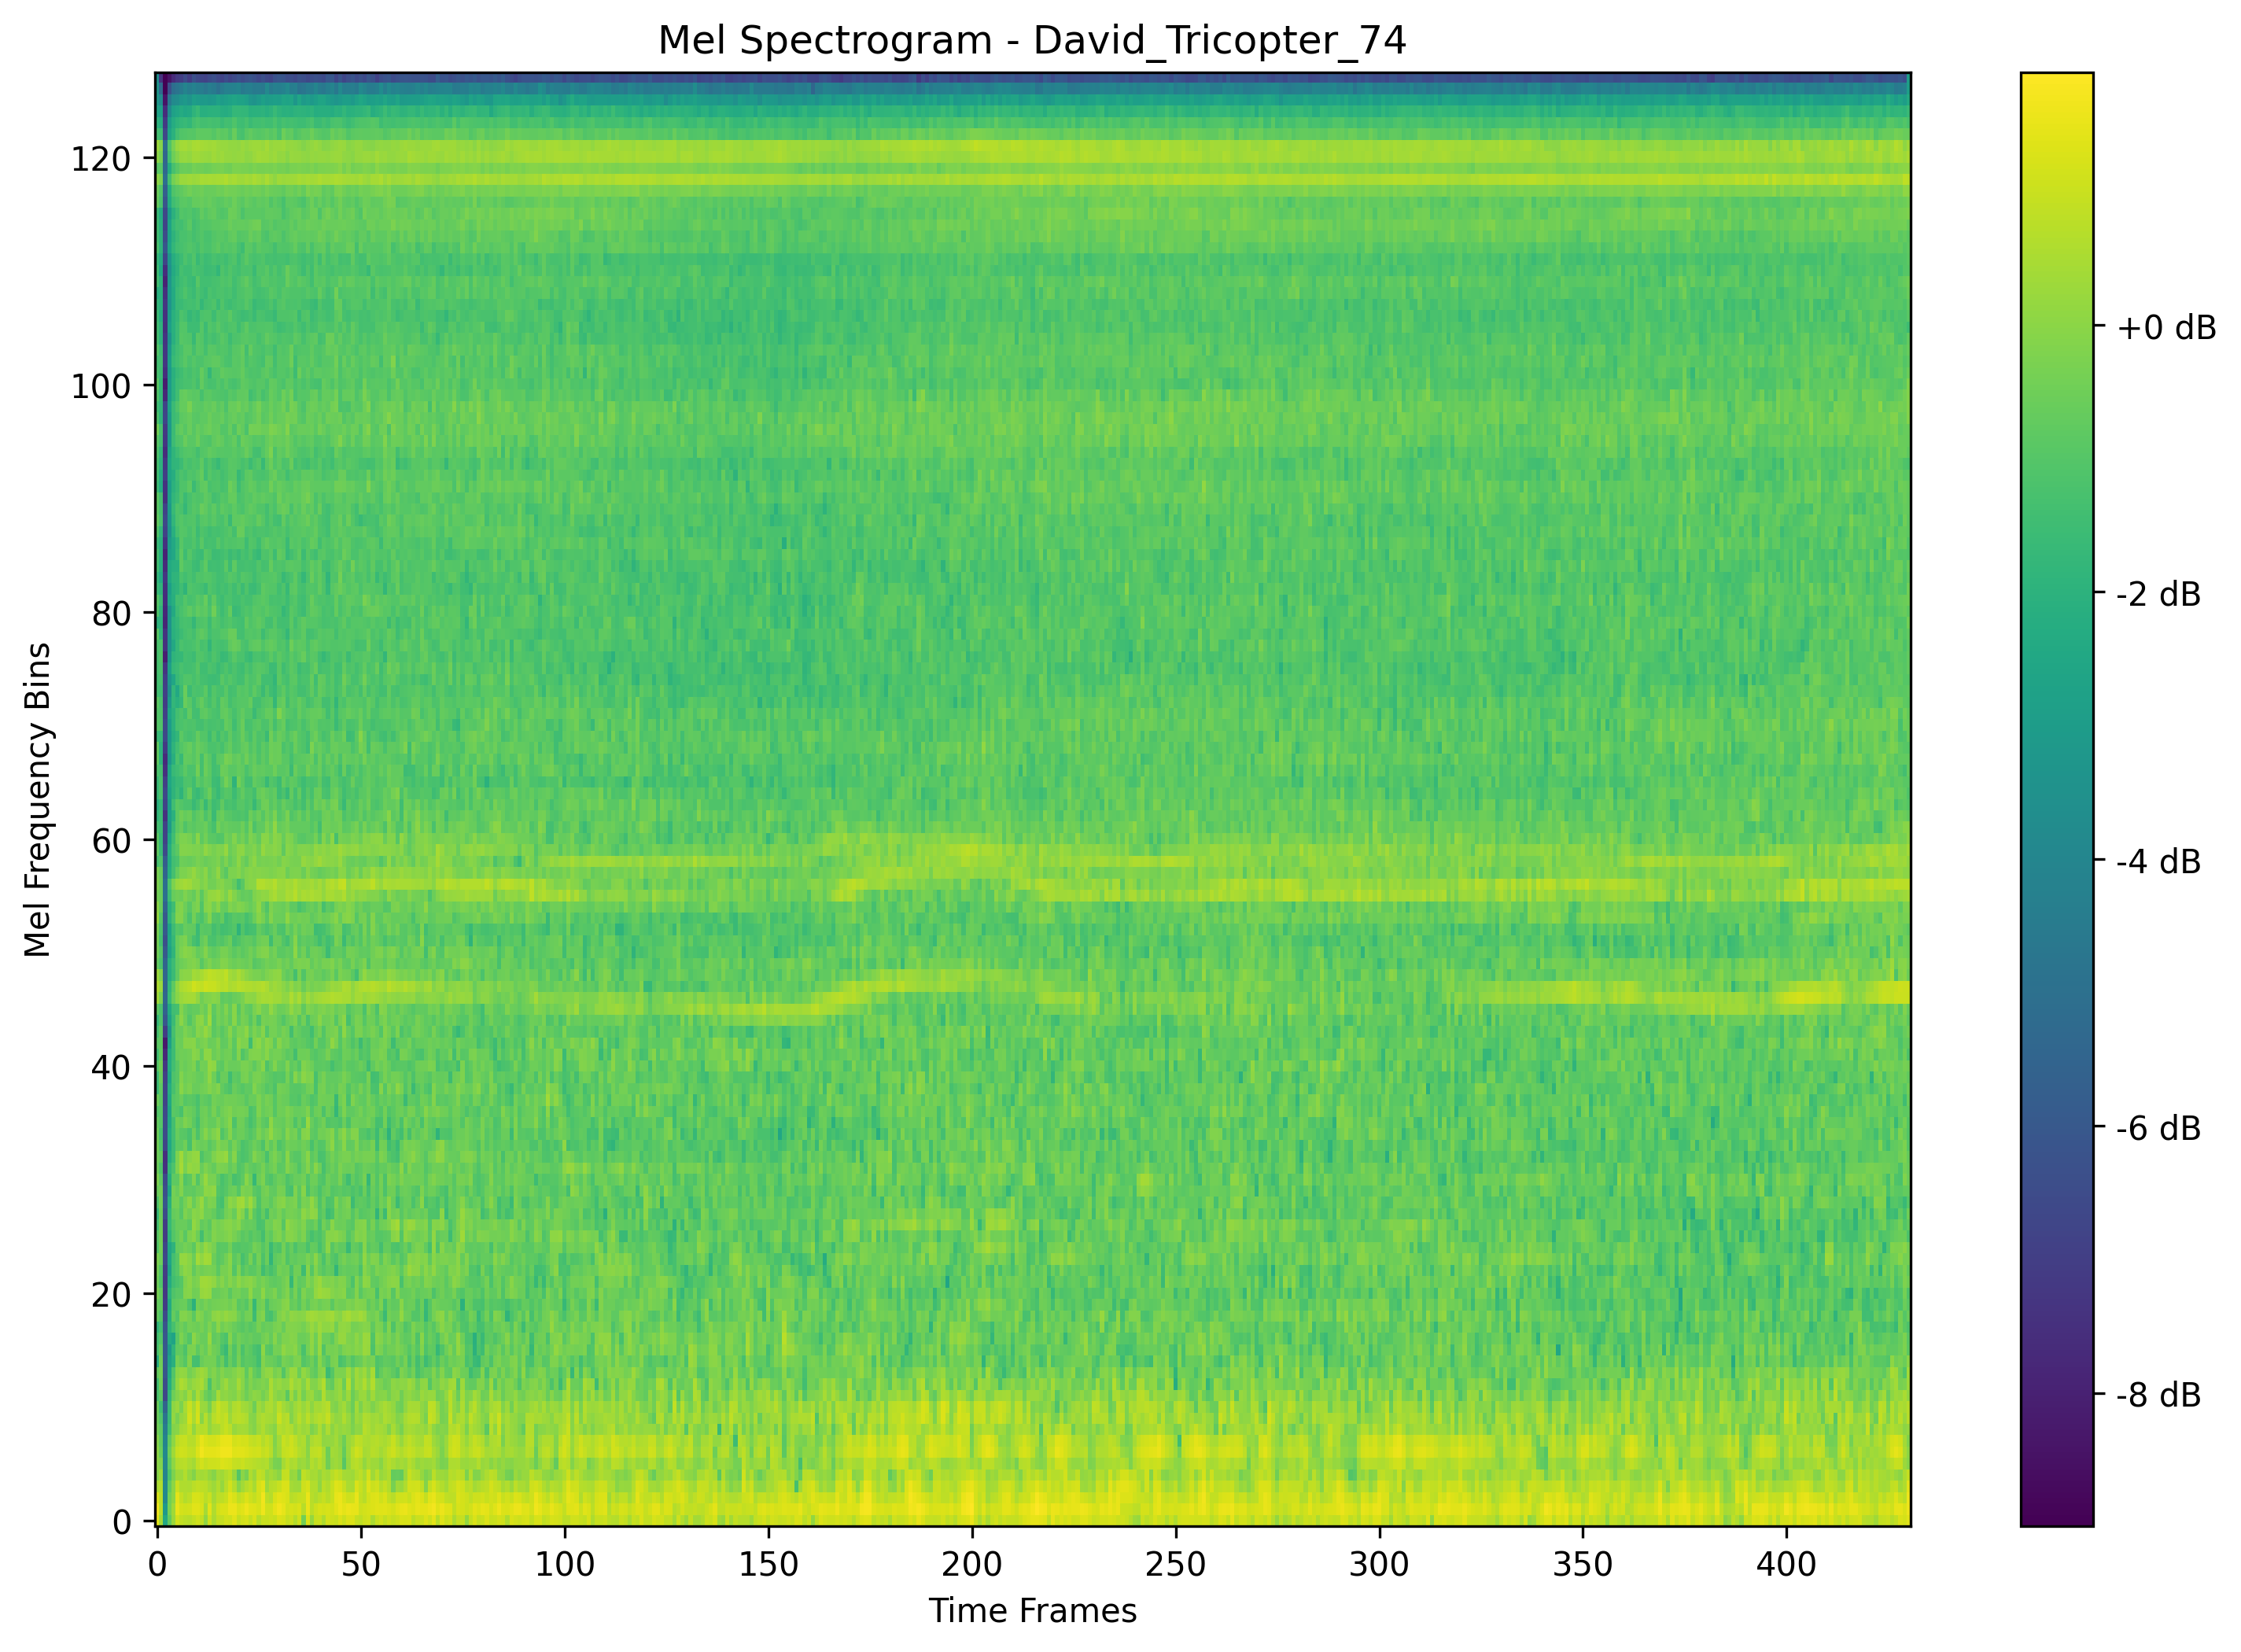 Mel Spectrogram - David_Tricopter_74
Mel Frequency Bins
120
100
80
60
40
20
0
0 50 100 150 200 250 300 350 400
Time Frames
+0 dB
-2 dB
-4 dB
-6 dB
-8 dB